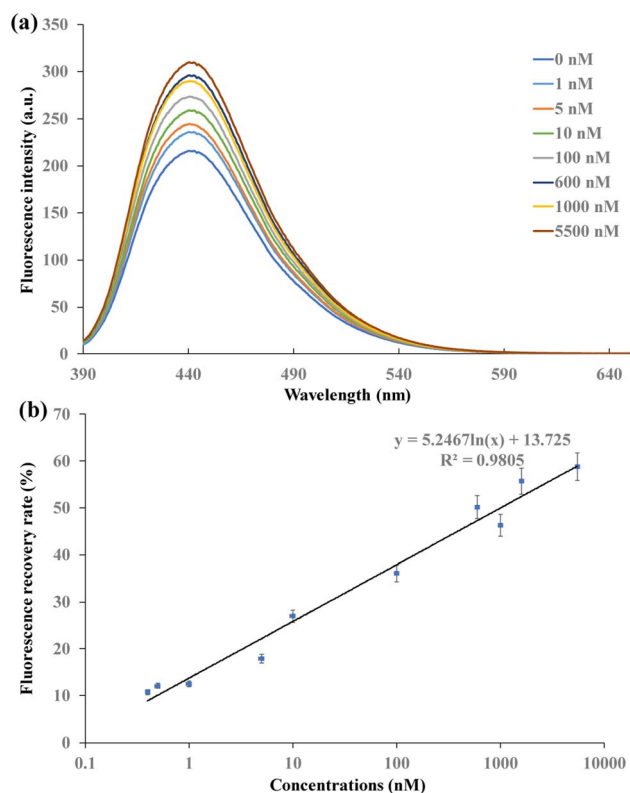 (a)
350
300
250
200
150
100
50
0
Fluorescence intensity (a.u.)
0 nM
1 nM
5 nM
10 nM
100 nM
600 nM
1000 nM
5500 nM
390 440 490 540 590 640
Wavelength (nm)
(b)
70
60
50
40
30
20
10
0
Fluorescence recovery rate (%)
y = 5.2467ln(x) + 13.725
R² = 0.9805
0.1 1 10 100 1000 10000
Concentrations (nM)